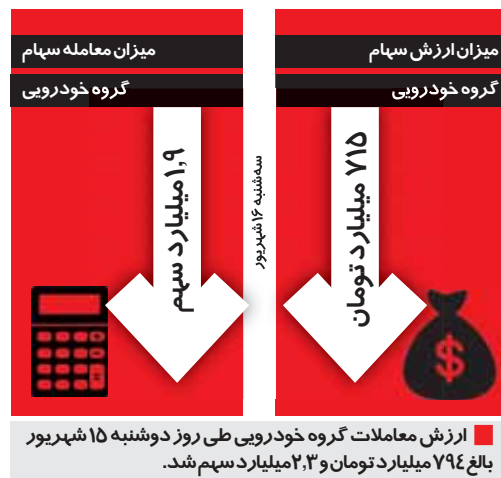 میزان ارزش سهام
گروه خودرویی
۷۱۵ میلیارد تومان
سه‌شنبه ۱۶ شهریور
میزان معامله سهام
گروه خودرویی
۱,۹ میلیارد سهم
ارزش معاملات گروه خودرویی طی روز دوشنبه ۱۵ شهریور
بالغ ۷۹٤ میلیارد تومان و ۲,۳ میلیارد سهم شد.